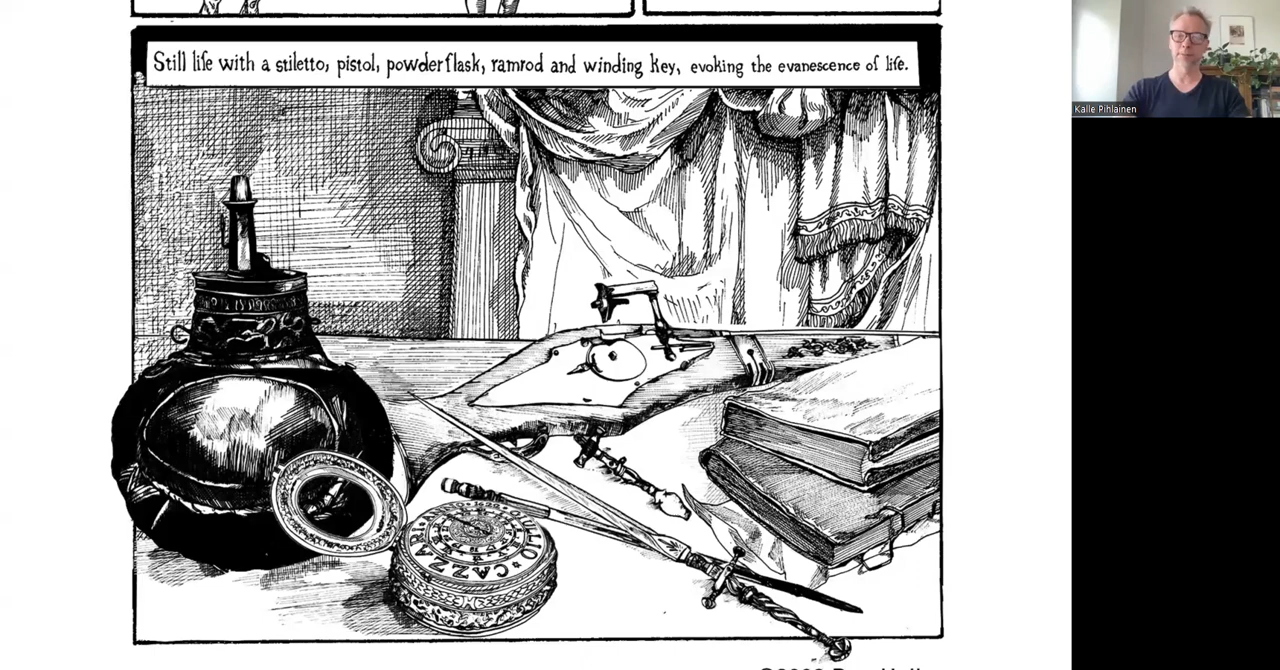 Still life with a stiletto, pistol, powderflask, ramrod and winding key, evoking the evanescence of life.
Kalle Pihlainen